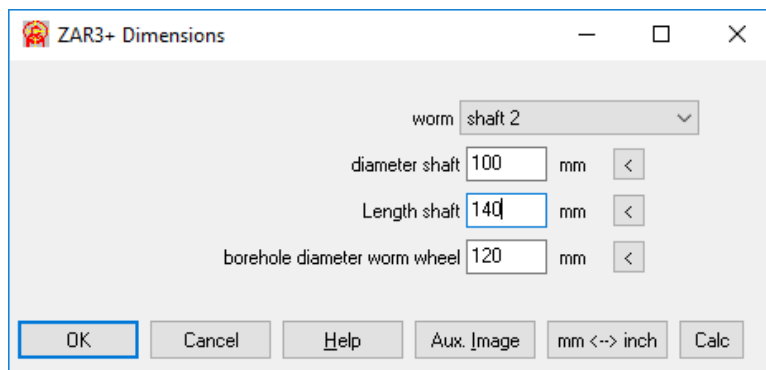 ZAR3+ Dimensions
worm shaft 2
diameter shaft 100 mm <
Length shaft 140 mm <
borehole diameter worm wheel 120 mm <
OK Cancel Help Aux. Image mm <--> inch Calc